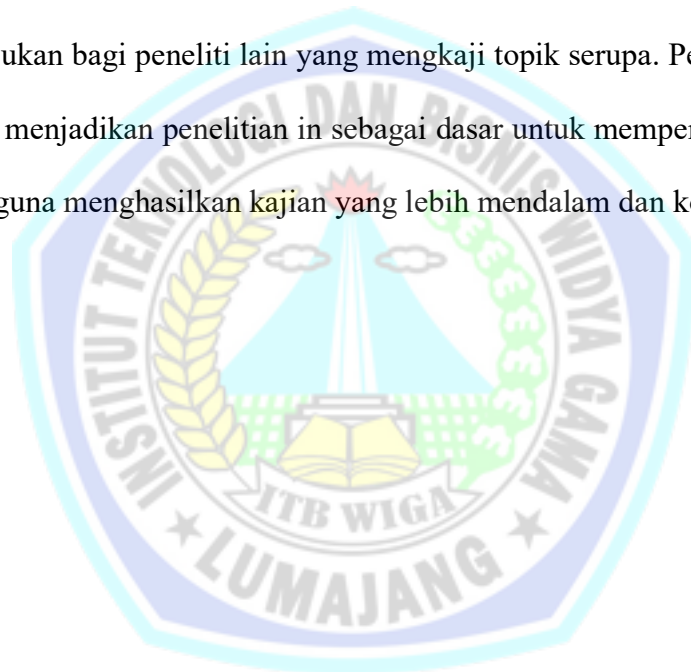 ukan bagi peneliti lain yang mengkaji topik serupa. Pe
menjadikan penelitian in sebagai dasar untuk memper
guna menghasilkan kajian yang lebih mendalam dan k
INSTITUT TEKNOLOGI DAN BISNIS WIDYA GAMA
ITB WIGA
LUMAJANG